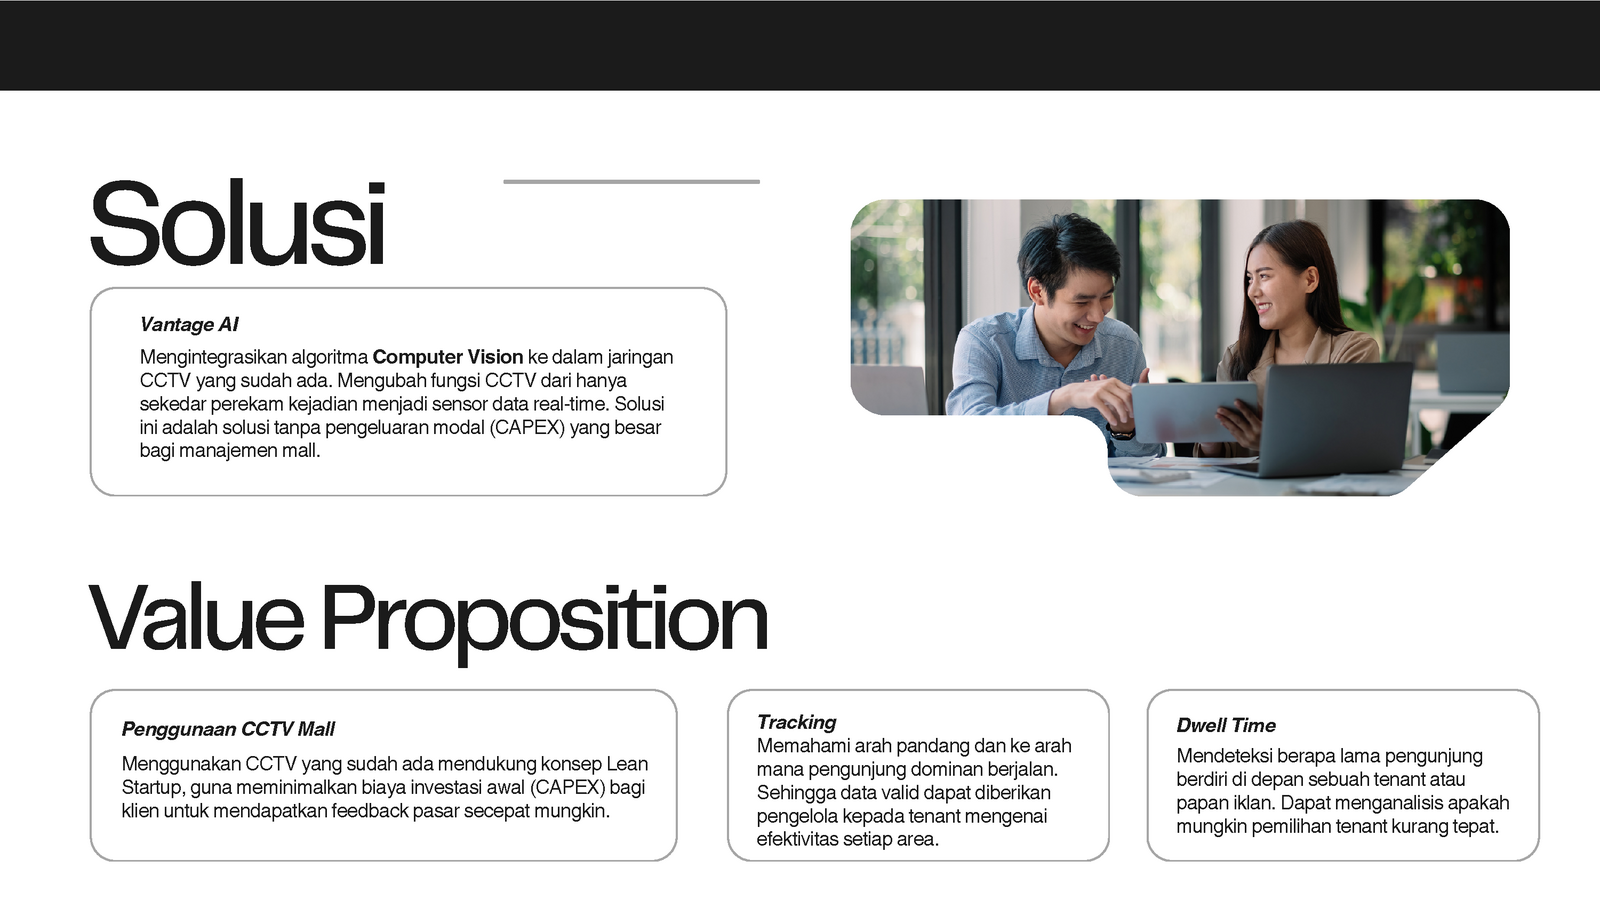 Solusi
Vantage AI
Mengintegrasikan algoritma Computer Vision ke dalam jaringan
CCTV yang sudah ada. Mengubah fungsi CCTV dari hanya
sekedar perekam kejadian menjadi sensor data real-time. Solusi
ini adalah solusi tanpa pengeluaran modal (CAPEX) yang besar
bagi manajemen mall.
Value Proposition
Penggunaan CCTV Mall
Menggunakan CCTV yang sudah ada mendukung konsep Lean
Startup, guna meminimalkan biaya investasi awal (CAPEX) bagi
klien untuk mendapatkan feedback pasar secepat mungkin.
Tracking
Memahami arah pandang dan ke arah
mana pengunjung dominan berjalan.
Sehingga data valid dapat diberikan
pengelola kepada tenant mengenai
efektivitas setiap area.
Dwell Time
Mendeteksi berapa lama pengunjung
berdiri di depan sebuah tenant atau
papan iklan. Dapat menganalisis apakah
mungkin pemilihan tenant kurang tepat.